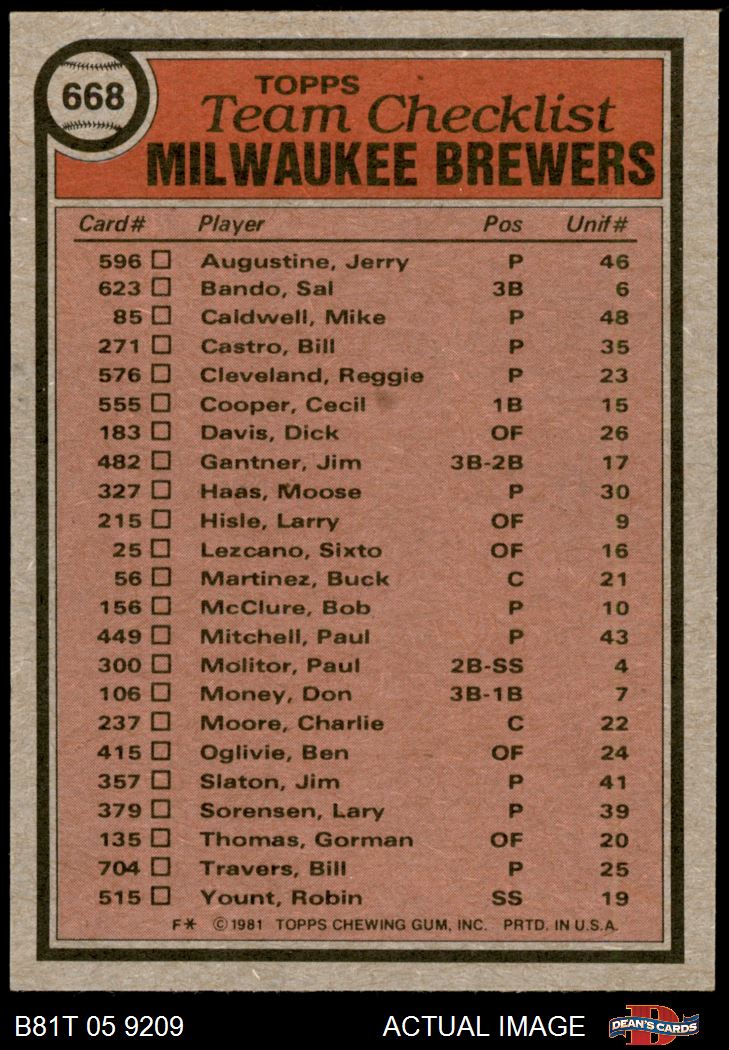 668
TOPPS
Team Checklist
MILWAUKEE BREWERS
Card# Player Pos Unif#
596 Augustine, Jerry P 46
623 Bando, Sal 3B 6
85 Caldwell, Mike P 48
271 Castro, Bill P 35
576 Cleveland, Reggie P 23
555 Cooper, Cecil 1B 15
183 Davis, Dick OF 26
482 Gantner, Jim 3B-2B 17
327 Haas, Moose P 30
215 Hisle, Larry OF 9
25 Lezcano, Sixto OF 16
56 Martinez, Buck C 21
156 McClure, Bob P 10
449 Mitchell, Paul P 43
300 Molitor, Paul 2B-SS 4
106 Money, Don 3B-1B 7
237 Moore, Charlie C 22
415 Oglivie, Ben OF 24
357 Slaton, Jim P 41
379 Sorensen, Lary P 39
135 Thomas, Gorman OF 20
704 Travers, Bill P 25
515 Yount, Robin SS 19
F* ©1981 TOPPS CHEWING GUM, INC. PRTD. IN U.S.A.
B81T 05 9209 ACTUAL IMAGE DEAN'S CARDS